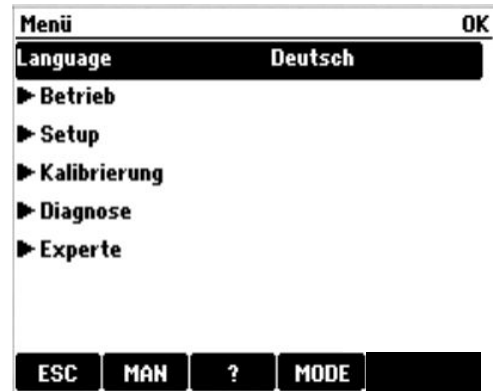 Menü OK
Language Deutsch
Betrieb
Setup
Kalibrierung
Diagnose
Experte
ESC MAN ? MODE